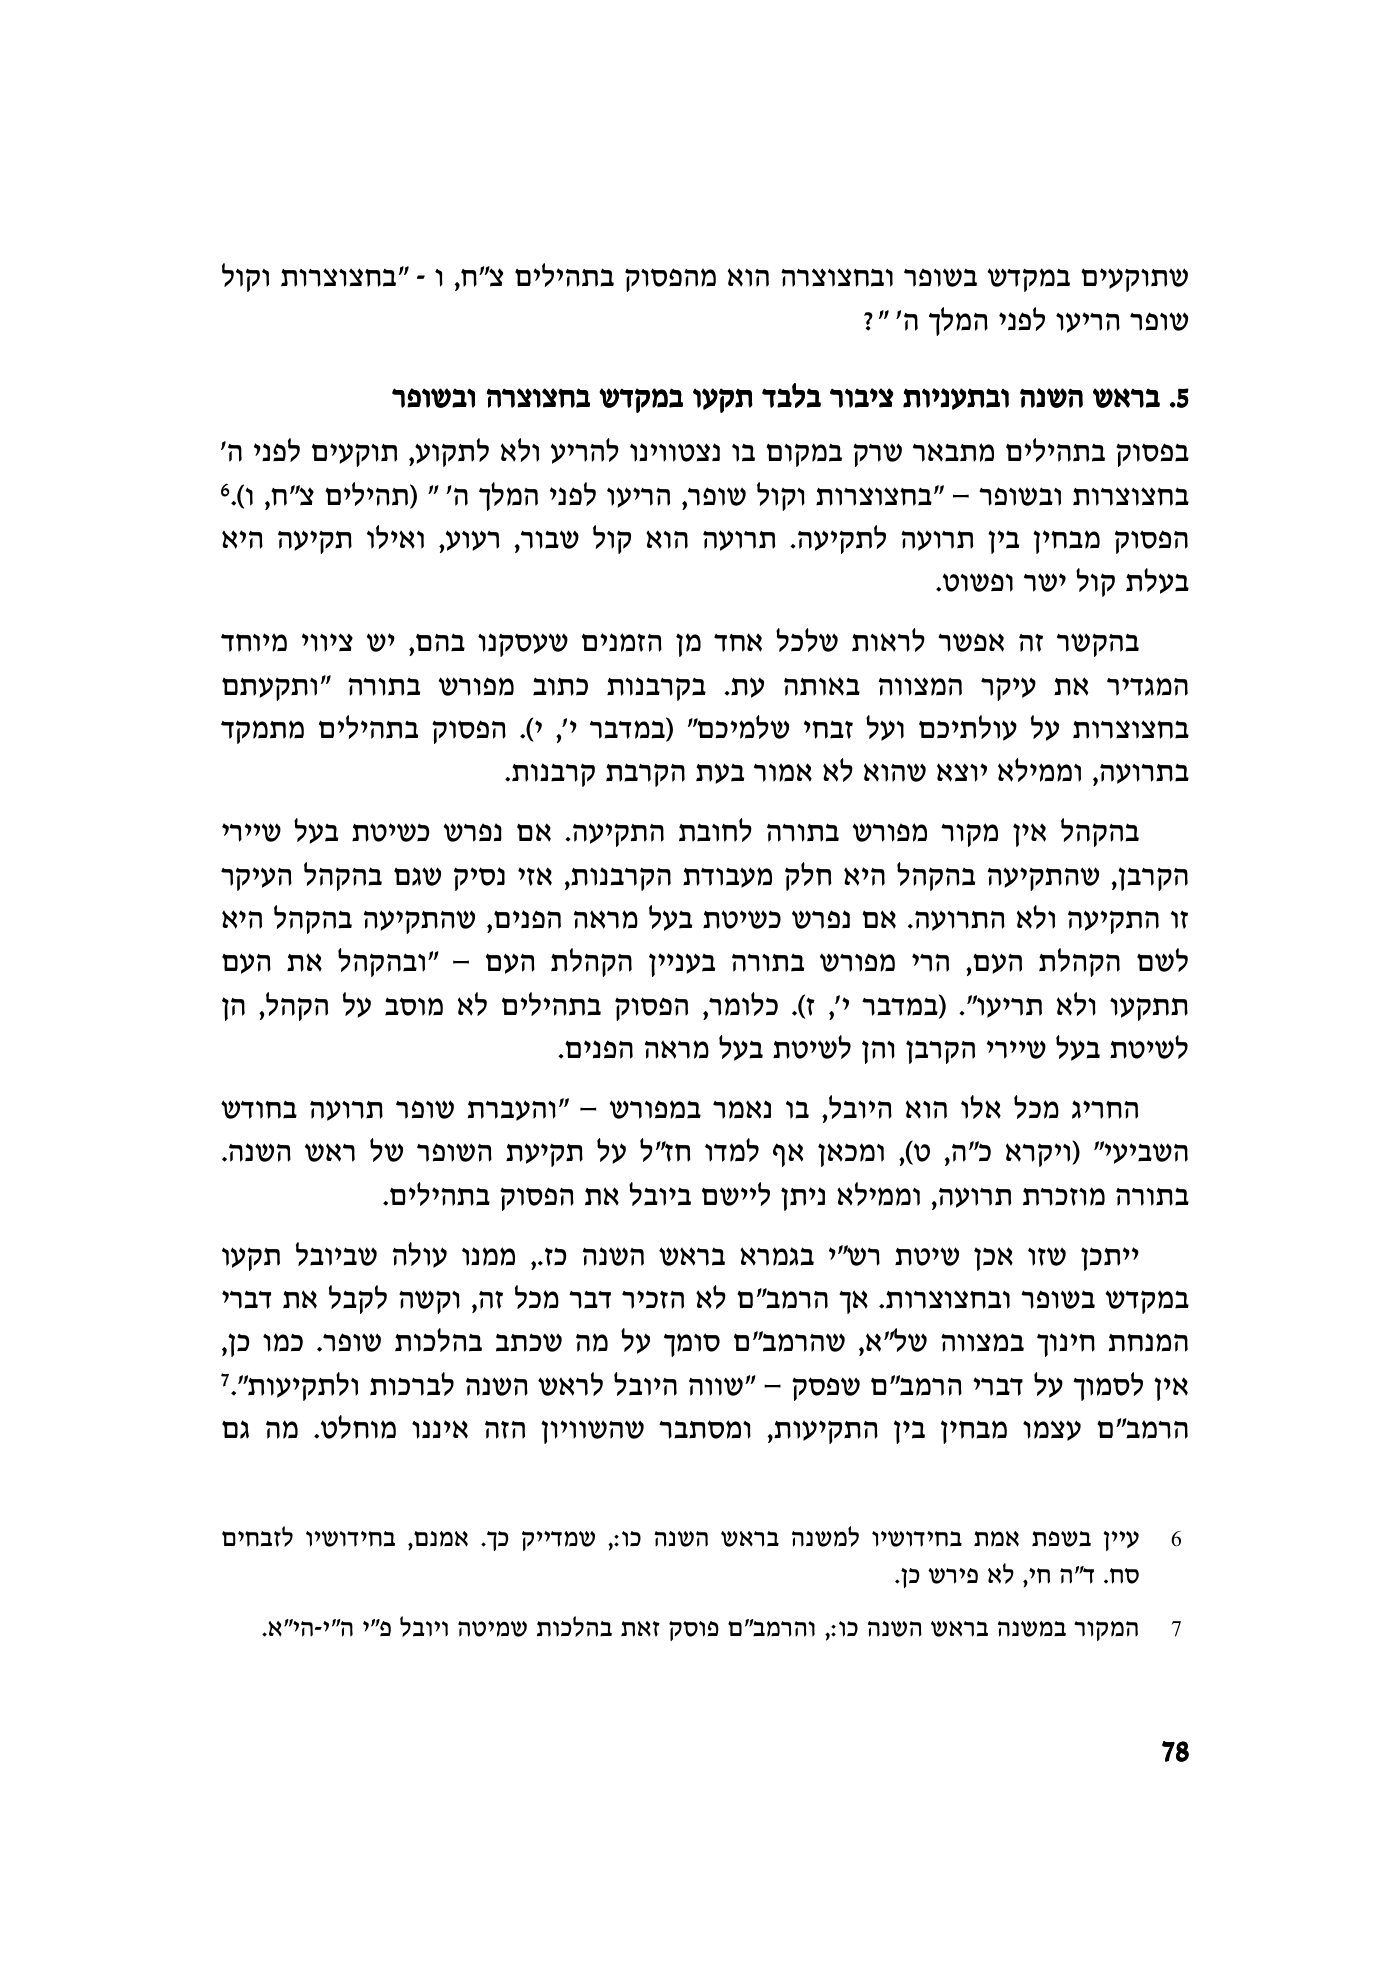 שתוקעים במקדש בשופר ובחצוצרה הוא מהפסוק בתהילים צ"ח, ו - "בחצוצרות וקול
שופר הריעו לפני המלך ה' "?
5. בראש השנה ובתעניות ציבור בלבד תקעו במקדש בחצוצרה ובשופר
בפסוק בתהילים מתבאר שרק במקום בו נצטווינו להריע ולא לתקוע, תוקעים לפני ה'
בחצוצרות ובשופר – "בחצוצרות וקול שופר, הריעו לפני המלך ה' " (תהילים צ"ח, ו).6
הפסוק מבחין בין תרועה לתקיעה. תרועה הוא קול שבור, רעוע, ואילו תקיעה היא
בעלת קול ישר ופשוט.
בהקשר זה אפשר לראות שלכל אחד מן הזמנים שעסקנו בהם, יש ציווי מיוחד
המגדיר את עיקר המצווה באותה עת. בקרבנות כתוב מפורש בתורה "ותקעתם
בחצוצרות על עולתיכם ועל זבחי שלמיכם" (במדבר י', י). הפסוק בתהילים מתמקד
בתרועה, וממילא יוצא שהוא לא אמור בעת הקרבת קרבנות.
בהקהל אין מקור מפורש בתורה לחובת התקיעה. אם נפרש כשיטת בעל שיירי
הקרבן, שהתקיעה בהקהל היא חלק מעבודת הקרבנות, אזי נסיק שגם בהקהל העיקר
זו התקיעה ולא התרועה. אם נפרש כשיטת בעל מראה הפנים, שהתקיעה בהקהל היא
לשם הקהלת העם, הרי מפורש בתורה בעניין הקהלת העם – "ובהקהל את העם
תתקעו ולא תריעו". (במדבר י', ז). כלומר, הפסוק בתהילים לא מוסב על הקהל, הן
לשיטת בעל שיירי הקרבן והן לשיטת בעל מראה הפנים.
החריג מכל אלו הוא היובל, בו נאמר במפורש – "והעברת שופר תרועה בחודש
השביעי" (ויקרא כ"ה, ט), ומכאן אף למדו חז"ל על תקיעת השופר של ראש השנה.
בתורה מוזכרת תרועה, וממילא ניתן ליישם ביובל את הפסוק בתהילים.
ייתכן שזו אכן שיטת רש"י בגמרא בראש השנה כז., ממנו עולה שביובל תקעו
במקדש בשופר ובחצוצרות. אך הרמב"ם לא הזכיר דבר מכל זה, וקשה לקבל את דברי
המנחת חינוך במצווה של"א, שהרמב"ם סומך על מה שכתב בהלכות שופר. כמו כן,
אין לסמוך על דברי הרמב"ם שפסק – "שווה היובל לראש השנה לברכות ולתקיעות".7
הרמב"ם עצמו מבחין בין התקיעות, ומסתבר שהשוויון הזה איננו מוחלט. מה גם
6 עיין בשפת אמת בחידושיו למשנה בראש השנה כו:, שמדייק כך. אמנם, בחידושיו לזבחים
סח. ד"ה חי, לא פירש כן.
7 המקור במשנה בראש השנה כו:, והרמב"ם פוסק זאת בהלכות שמיטה ויובל פ"י ה"י-הי"א.
78